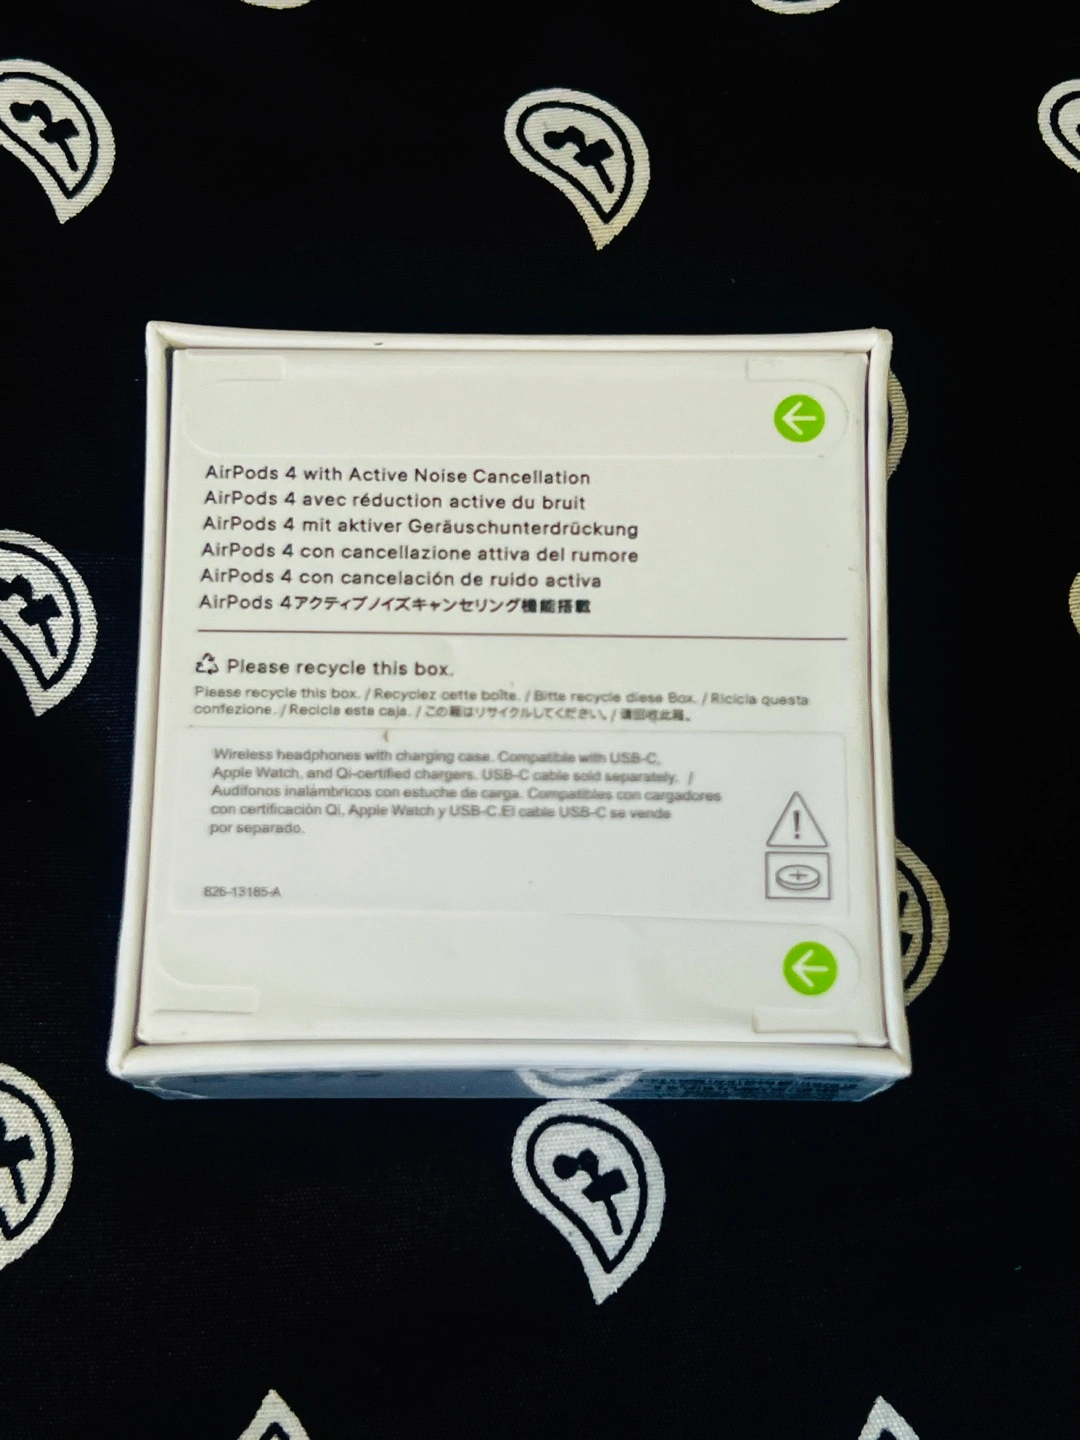 AirPods 4 with Active Noise Cancellation
AirPods 4 avec réduction active du bruit
AirPods 4 mit aktiver Geräuschunterdrückung
AirPods 4 con cancellazione attiva del rumore
AirPods 4 con cancelación de ruido activa
AirPods 4アクティブノイズキャンセリング機能搭載
Please recycle this box.
Please recycle this box. / Recyclez cette boîte. / Bitte recycle diese Box. / Ricicla questa
confezione. / Recicla esta caja. / この箱はリサイクルしてください。 / 请回收此箱。
Wireless headphones with charging case. Compatible with USB-C,
Apple Watch, and Qi-certified chargers. USB-C cable sold separately. /
Audífonos inalámbricos con estuche de carga. Compatibles con cargadores
con certificación Qi, Apple Watch y USB-C.El cable USB-C se vende
por separado.
826-13185-A